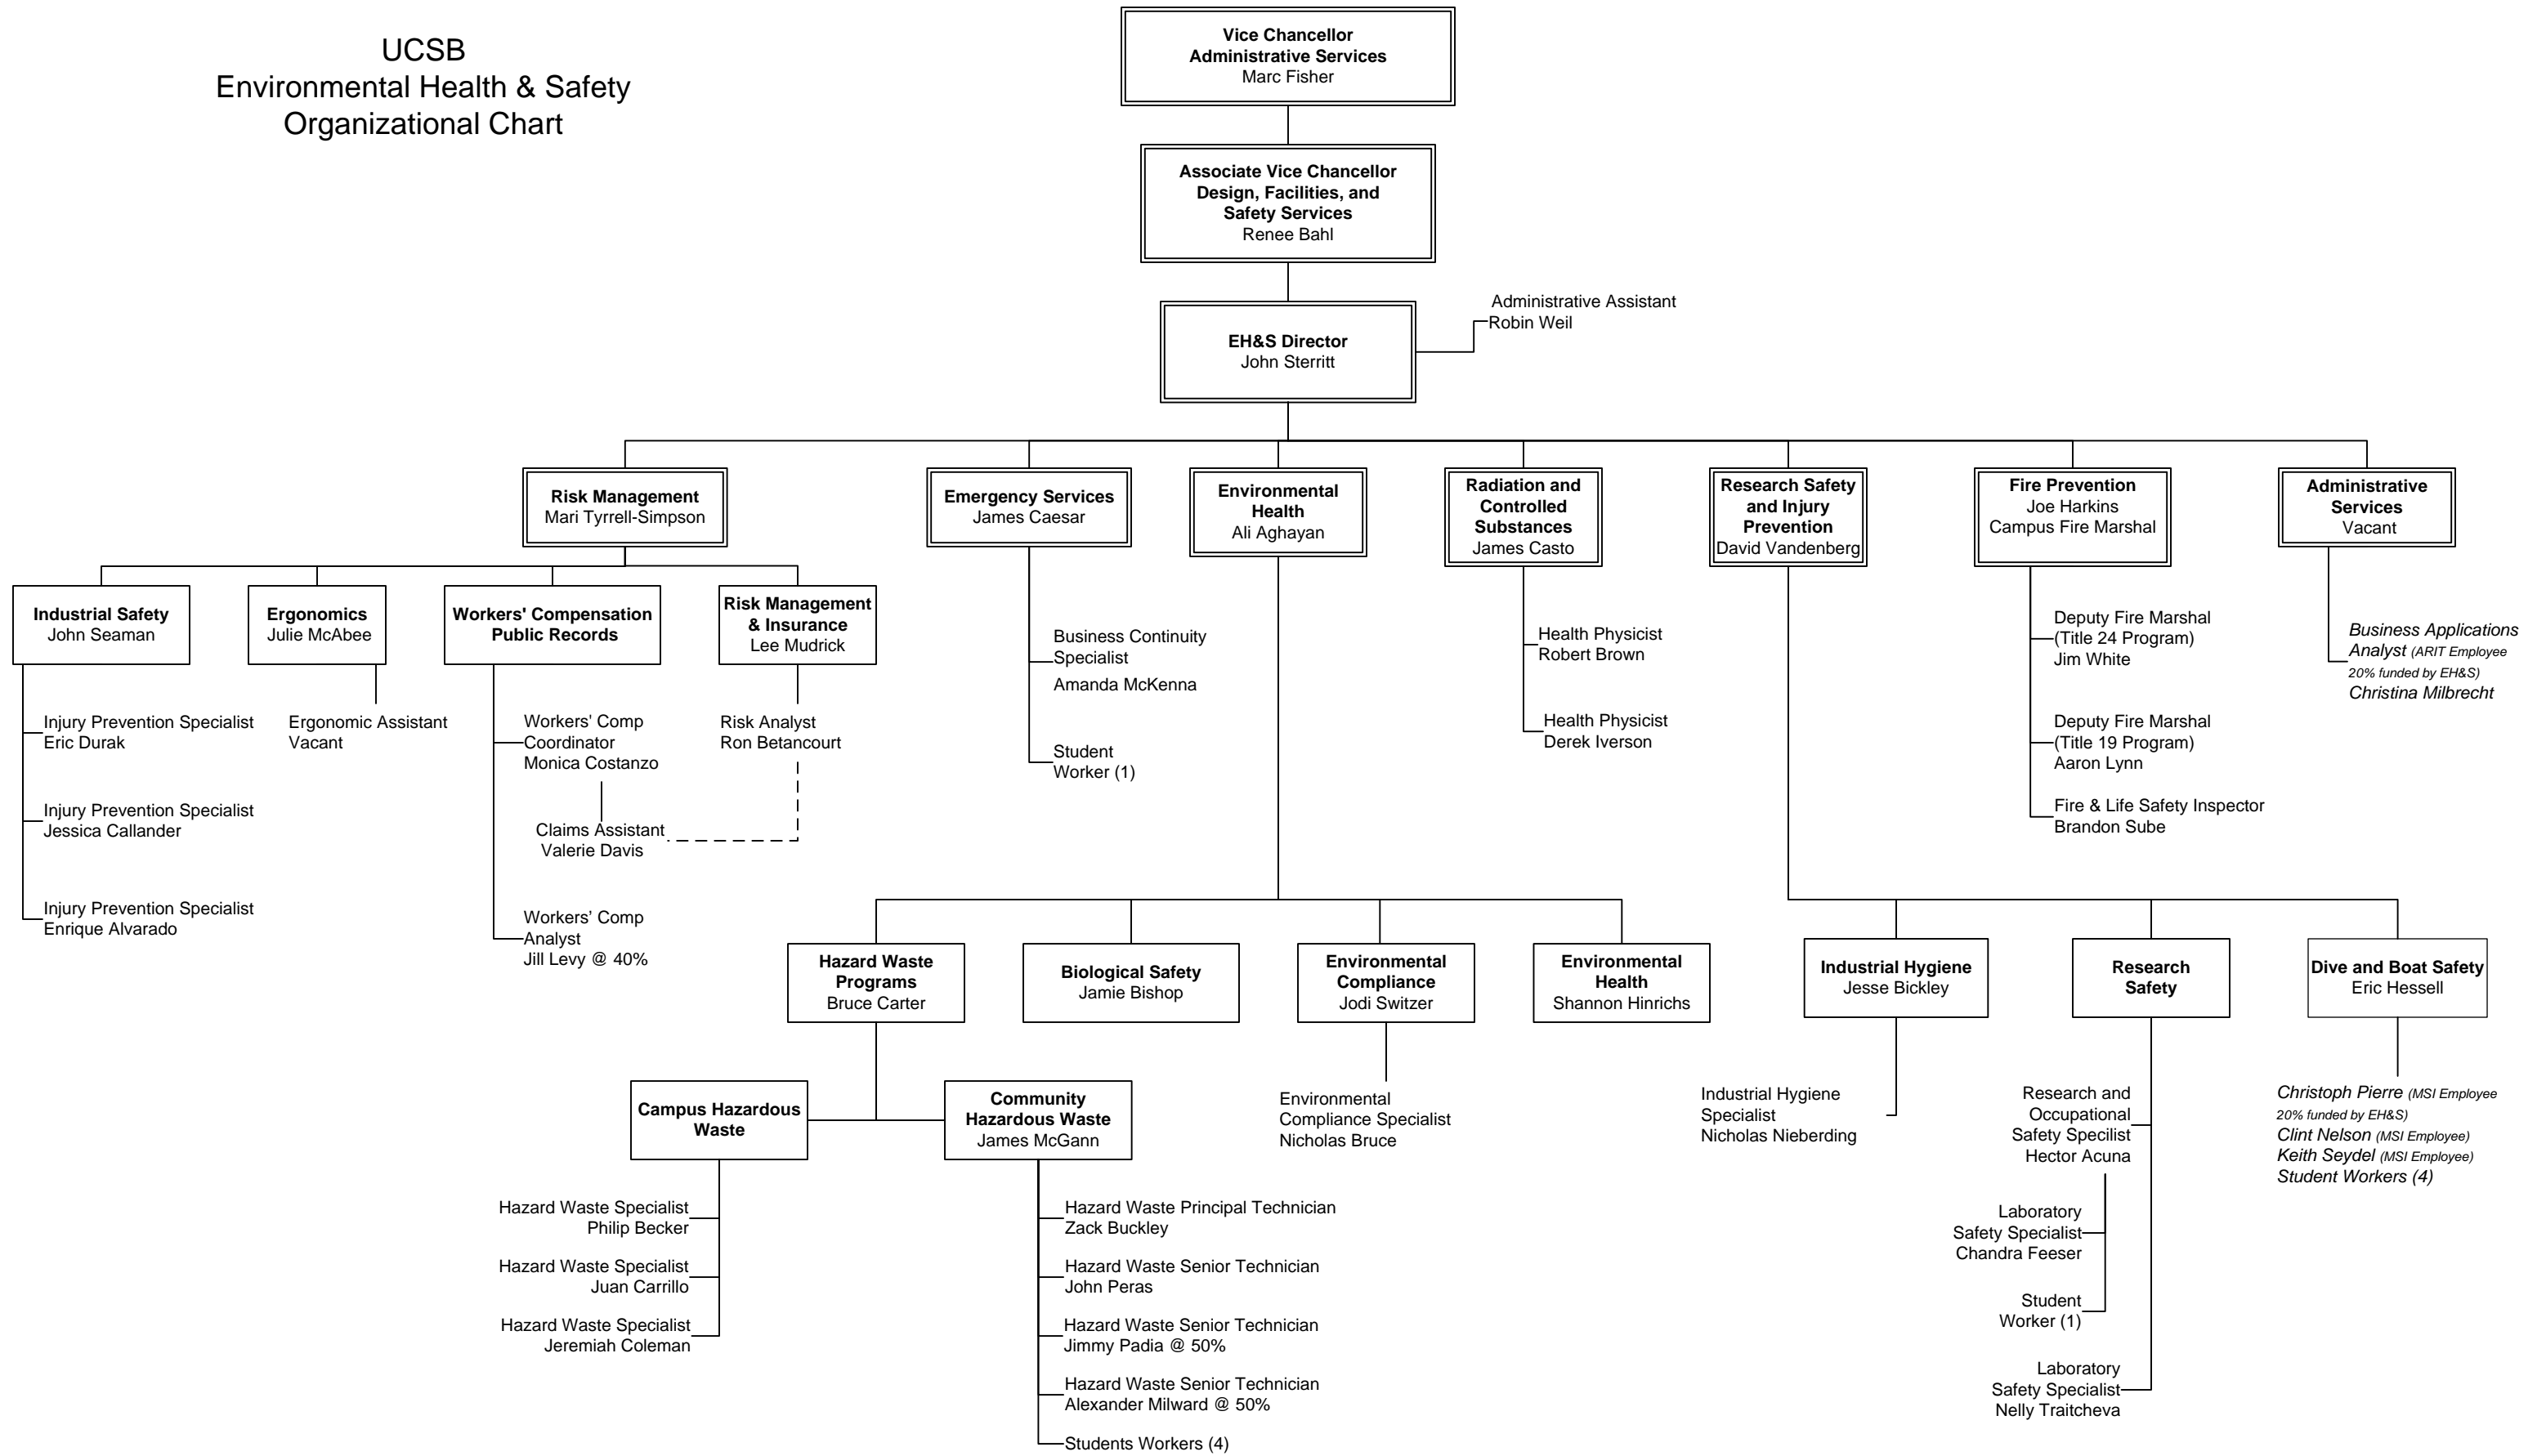 UCSB
Environmental Health & Safety
Organizational Chart
Vice Chancellor
Administrative Services
Marc Fisher
Associate Vice Chancellor
Design, Facilities, and
Safety Services
Renee Bahl
EH&S Director
John Sterritt
Administrative Assistant
Robin Weil
Risk Management
Mari Tyrrell-Simpson
Emergency Services
James Caesar
Environmental
Health
Ali Aghayan
Radiation and
Controlled
Substances
James Casto
Research Safety
and Injury
Prevention
David Vandenberg
Fire Prevention
Joe Harkins
Campus Fire Marshal
Administrative
Services
Vacant
Industrial Safety
John Seaman
Ergonomics
Julie McAbee
Workers' Compensation
Public Records
Risk Management
& Insurance
Lee Mudrick
Injury Prevention Specialist
Eric Durak
Injury Prevention Specialist
Jessica Callander
Injury Prevention Specialist
Enrique Alvarado
Ergonomic Assistant
Vacant
Workers' Comp
Coordinator
Monica Costanzo
Claims Assistant
Valerie Davis
Workers’ Comp
Analyst
Jill Levy @ 40%
Risk Analyst
Ron Betancourt
Business Continuity
Specialist
Amanda McKenna
Student
Worker (1)
Health Physicist
Robert Brown
Health Physicist
Derek Iverson
Deputy Fire Marshal
(Title 24 Program)
Jim White
Deputy Fire Marshal
(Title 19 Program)
Aaron Lynn
Fire & Life Safety Inspector
Brandon Sube
Business Applications
Analyst (ARIT Employee
20% funded by EH&S)
Christina Milbrecht
Hazard Waste
Programs
Bruce Carter
Biological Safety
Jamie Bishop
Environmental
Compliance
Jodi Switzer
Environmental
Health
Shannon Hinrichs
Industrial Hygiene
Jesse Bickley
Research
Safety
Dive and Boat Safety
Eric Hessell
Campus Hazardous
Waste
Community
Hazardous Waste
James McGann
Environmental
Compliance Specialist
Nicholas Bruce
Industrial Hygiene
Specialist
Nicholas Nieberding
Research and
Occupational
Safety Specilist
Hector Acuna
Christoph Pierre (MSI Employee
20% funded by EH&S)
Clint Nelson (MSI Employee)
Keith Seydel (MSI Employee)
Student Workers (4)
Hazard Waste Specialist
Philip Becker
Hazard Waste Specialist
Juan Carrillo
Hazard Waste Specialist
Jeremiah Coleman
Hazard Waste Principal Technician
Zack Buckley
Hazard Waste Senior Technician
John Peras
Hazard Waste Senior Technician
Jimmy Padia @ 50%
Hazard Waste Senior Technician
Alexander Milward @ 50%
Students Workers (4)
Laboratory
Safety Specialist
Chandra Feeser
Student
Worker (1)
Laboratory
Safety Specialist
Nelly Traitcheva